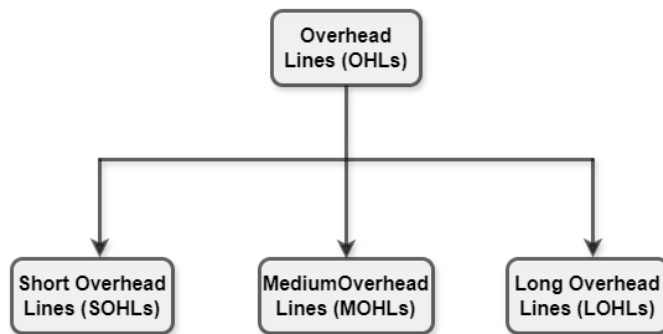 Overhead
Lines (OHLs)
Short Overhead
Lines (SOHLs)
MediumOverhead
Lines (MOHLs)
Long Overhead
Lines (LOHLs)